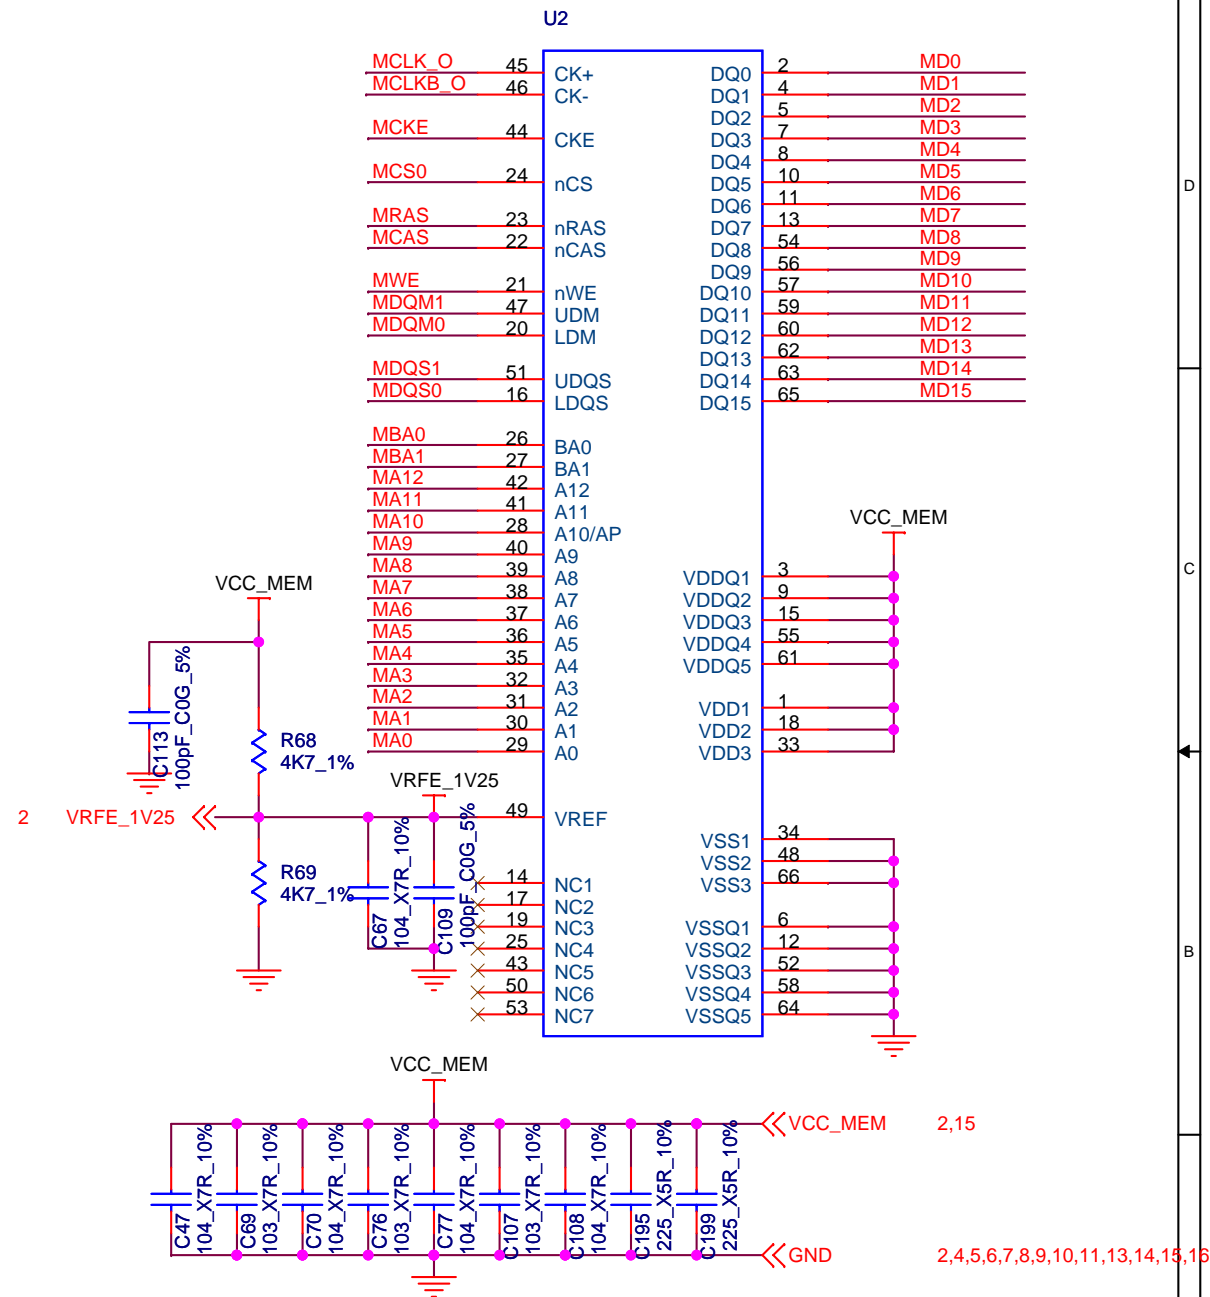 U2
MCLK_O 45 CK+ DQ0 2 MD0
MCLKB_O 46 CK- DQ1 4 MD1
DQ2 5 MD2
MCKE 44 CKE DQ3 7 MD3
DQ4 8 MD4
MCS0 24 nCS DQ5 10 MD5
DQ6 11 MD6
MRAS 23 nRAS DQ7 13 MD7
MCAS 22 nCAS DQ8 54 MD8
DQ9 56 MD9
MWE 21 nWE DQ10 57 MD10
MDQM1 47 UDM DQ11 59 MD11
MDQM0 20 LDM DQ12 60 MD12
DQ13 62 MD13
MDQS1 51 UDQS DQ14 63 MD14
MDQS0 16 LDQS DQ15 65 MD15
D
MBA0 26 BA0
MBA1 27 BA1
MA12 42 A12
MA11 41 A11
MA10 28 A10/AP
MA9 40 A9
MA8 39 A8
MA7 38 A7
MA6 37 A6
MA5 36 A5
MA4 35 A4
MA3 32 A3
MA2 31 A2
MA1 30 A1
MA0 29 A0
VCC_MEM
VDDQ1 3
VDDQ2 9
VDDQ3 15
VDDQ4 55
VDDQ5 61
VDD1 1
VDD2 18
VDD3 33
C
VCC_MEM
C113
100pF_C0G_5%
R68
4K7_1%
VRFE_1V25
2 VRFE_1V25
49 VREF
R69
4K7_1%
C67
104_X7R_10%
C109
100pF_C0G_5%
14 NC1
17 NC2
19 NC3
25 NC4
43 NC5
50 NC6
53 NC7
VSS1 34
VSS2 48
VSS3 66
VSSQ1 6
VSSQ2 12
VSSQ3 52
VSSQ4 58
VSSQ5 64
B
VCC_MEM
VCC_MEM 2,15
C47
104_X7R_10%
C69
103_X7R_10%
C70
104_X7R_10%
C76
103_X7R_10%
C77
104_X7R_10%
C107
103_X7R_10%
C108
104_X7R_10%
C195
225_X5R_10%
C199
225_X5R_10%
GND 2,4,5,6,7,8,9,10,11,13,14,15,16